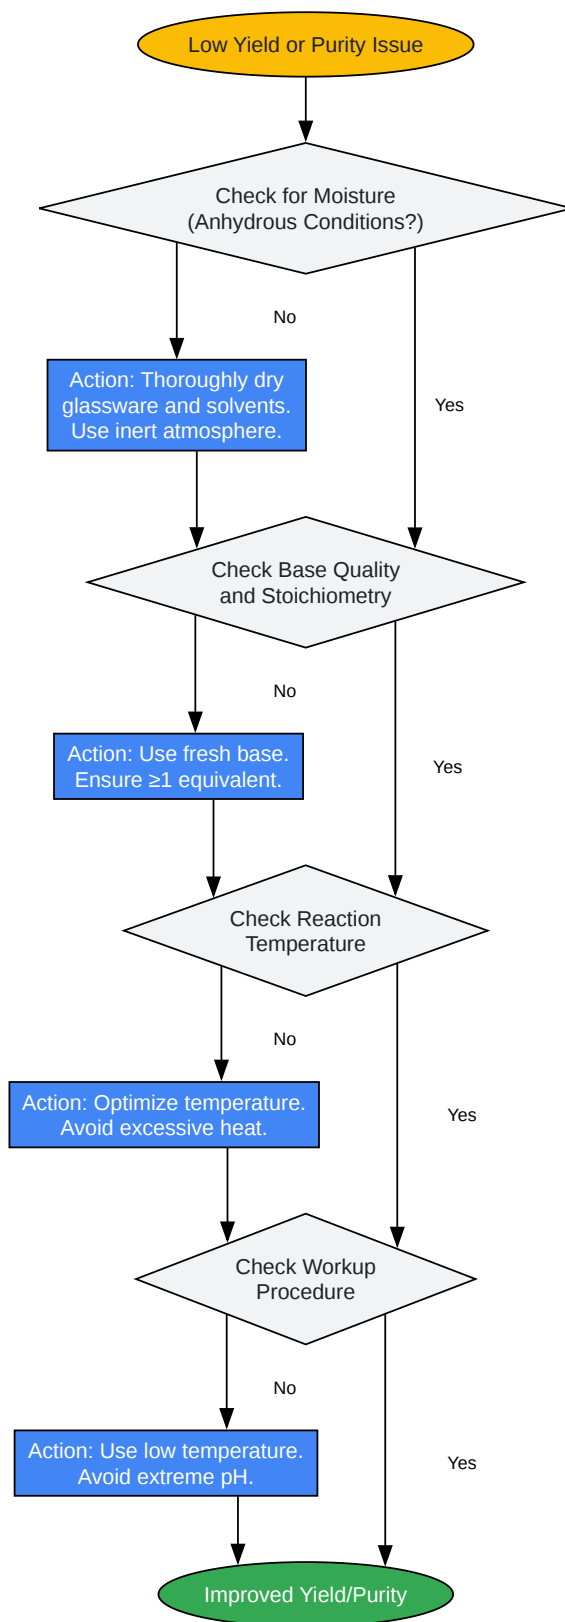 Low Yield or Purity Issue
Check for Moisture
(Anhydrous Conditions?)
No
Action: Thoroughly dry
glassware and solvents.
Use inert atmosphere.
Yes
Check Base Quality
and Stoichiometry
No
Action: Use fresh base.
Ensure ≥1 equivalent.
Yes
Check Reaction
Temperature
No
Action: Optimize temperature.
Avoid excessive heat.
Yes
Check Workup
Procedure
No
Action: Use low temperature.
Avoid extreme pH.
Yes
Improved Yield/Purity